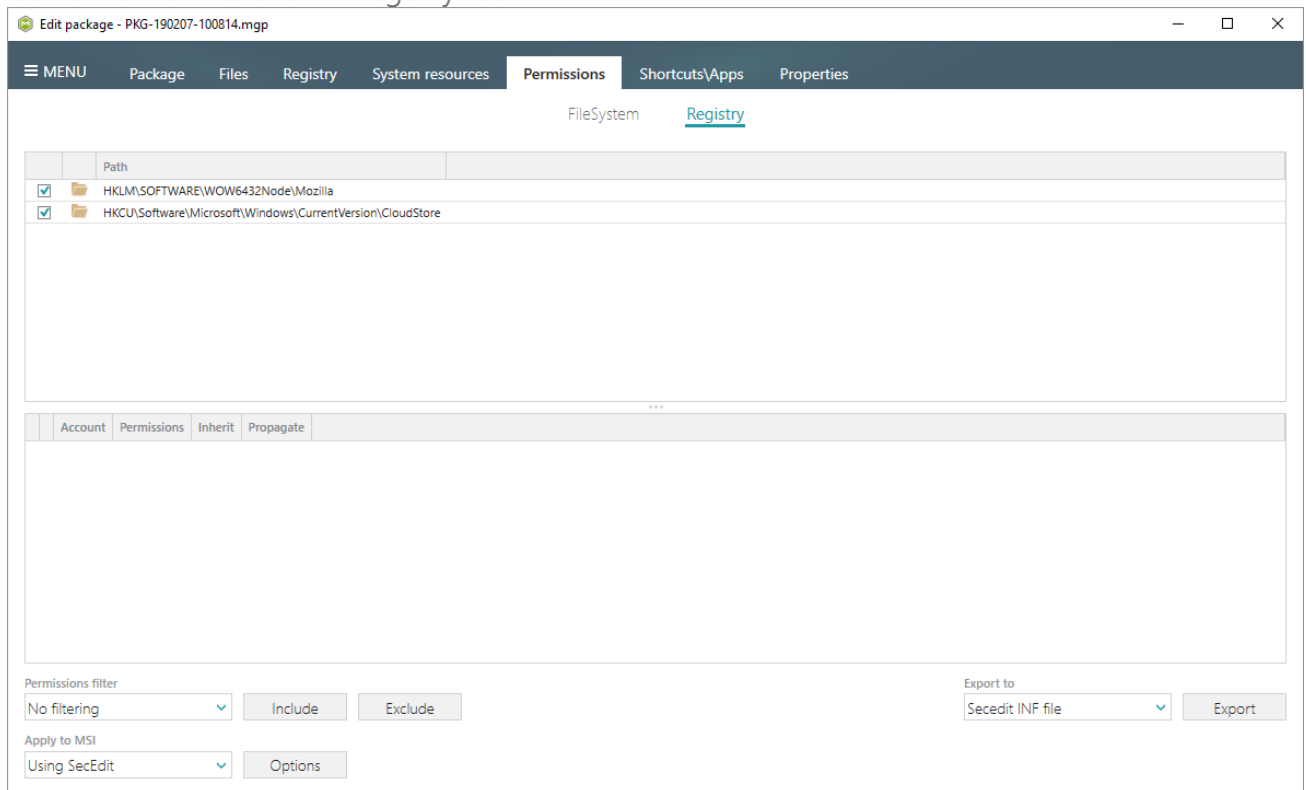 Edit package - PKG-190207-100814.mgp
MENU Package Files Registry System resources Permissions Shortcuts\Apps Properties
FileSystem Registry
Path
HKLM\SOFTWARE\WOW6432Node\Mozilla
HKCU\Software\Microsoft\Windows\CurrentVersion\CloudStore
Account Permissions Inherit Propagate
Permissions filter Export to
No filtering Include Exclude Secedit INF file Export
Apply to MSI
Using SecEdit Options